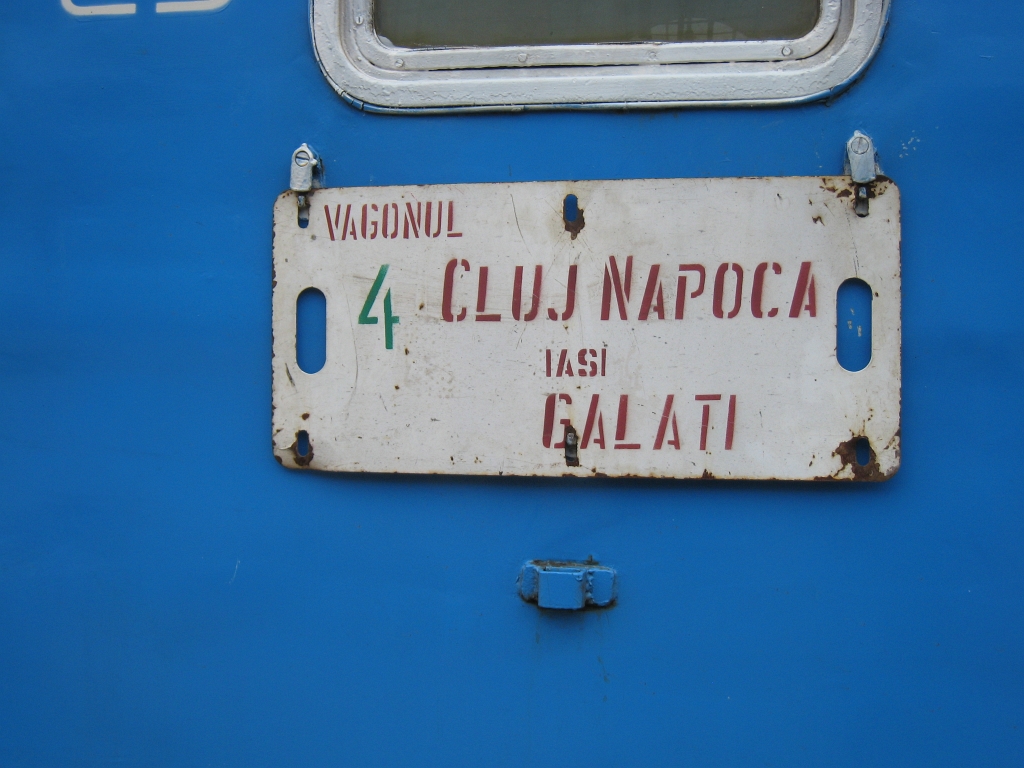 VAGONUL
4 CLUJ NAPOCA
IASI
GALATI